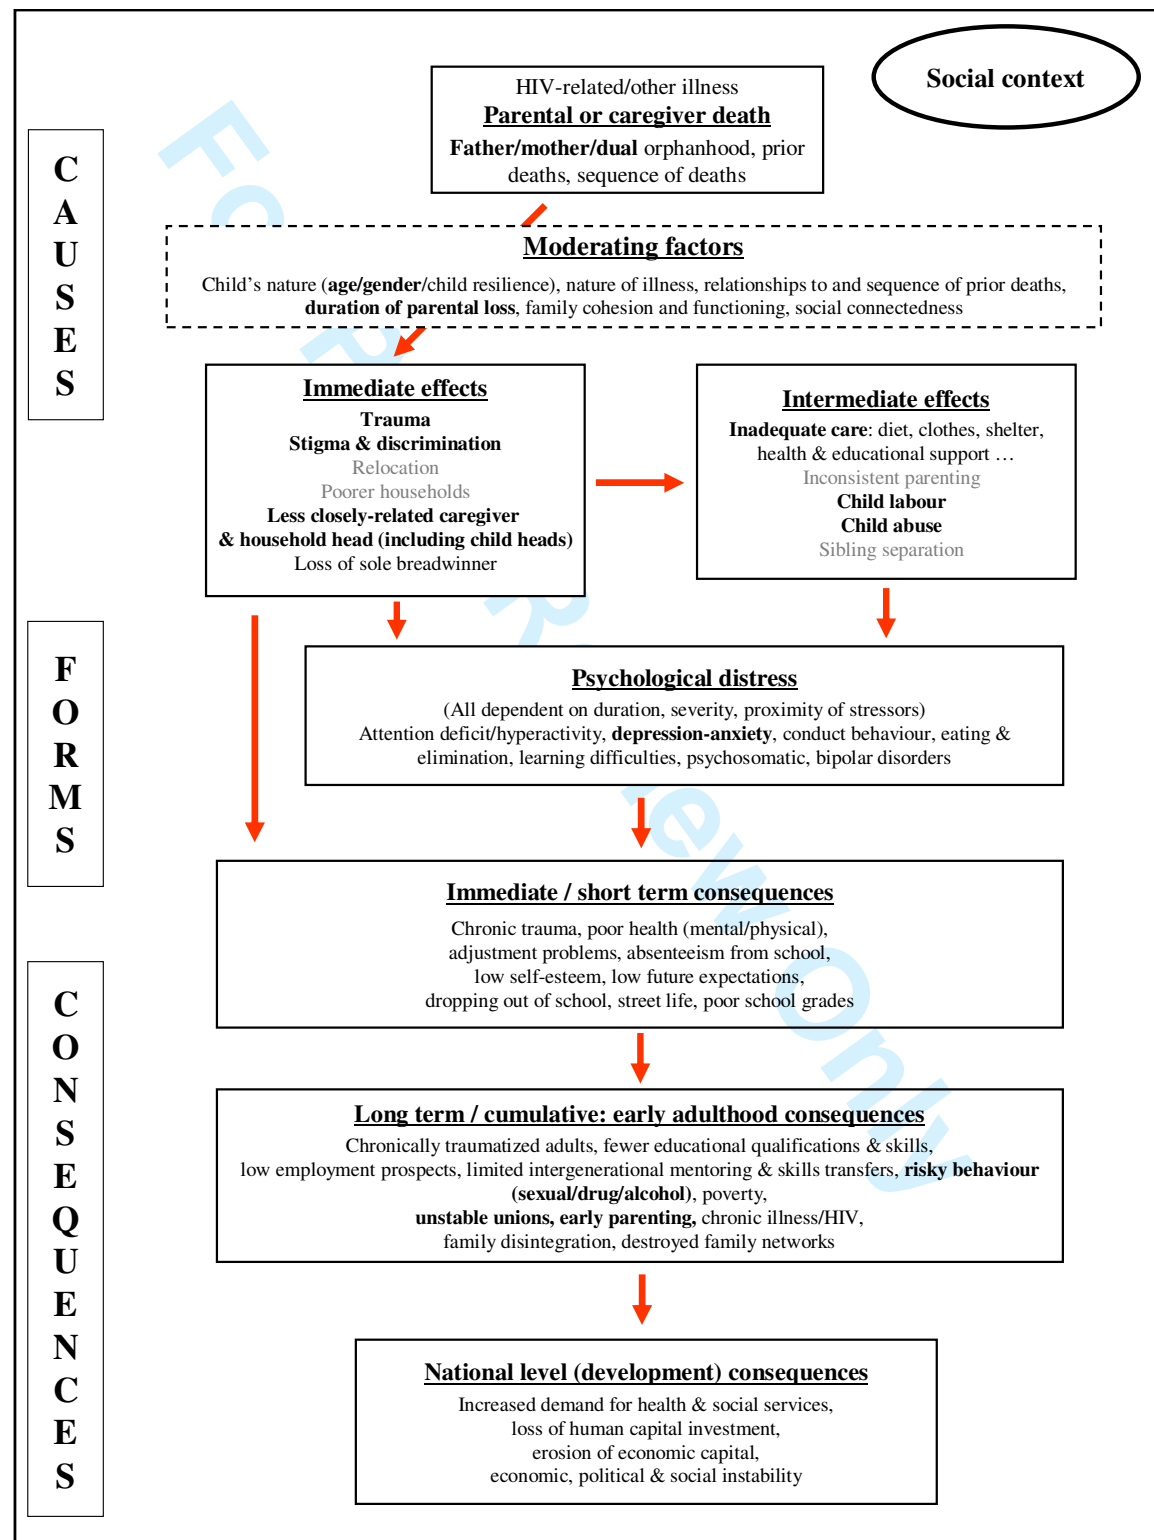 Social context
HIV-related/other illness
Parental or caregiver death
Father/mother/dual orphanhood, prior
deaths, sequence of deaths
CAUSES
Moderating factors
Child's nature (age/gender/child resilience), nature of illness, relationships to and sequence of prior deaths,
duration of parental loss, family cohesion and functioning, social connectedness
Immediate effects
Trauma
Stigma & discrimination
Relocation
Poorer households
Less closely-related caregiver
& household head (including child heads)
Loss of sole breadwinner
Intermediate effects
Inadequate care: diet, clothes, shelter,
health & educational support …
Inconsistent parenting
Child labour
Child abuse
Sibling separation
FORMS
Psychological distress
(All dependent on duration, severity, proximity of stressors)
Attention deficit/hyperactivity, depression-anxiety, conduct behaviour, eating &
elimination, learning difficulties, psychosomatic, bipolar disorders
Immediate / short term consequences
Chronic trauma, poor health (mental/physical),
adjustment problems, absenteeism from school,
low self-esteem, low future expectations,
dropping out of school, street life, poor school grades
CONSEQUENCES
Long term / cumulative: early adulthood consequences
Chronically traumatized adults, fewer educational qualifications & skills,
low employment prospects, limited intergenerational mentoring & skills transfers, risky behaviour
(sexual/drug/alcohol), poverty,
unstable unions, early parenting, chronic illness/HIV,
family disintegration, destroyed family networks
National level (development) consequences
Increased demand for health & social services,
loss of human capital investment,
erosion of economic capital,
economic, political & social instability
For Peer Review Only